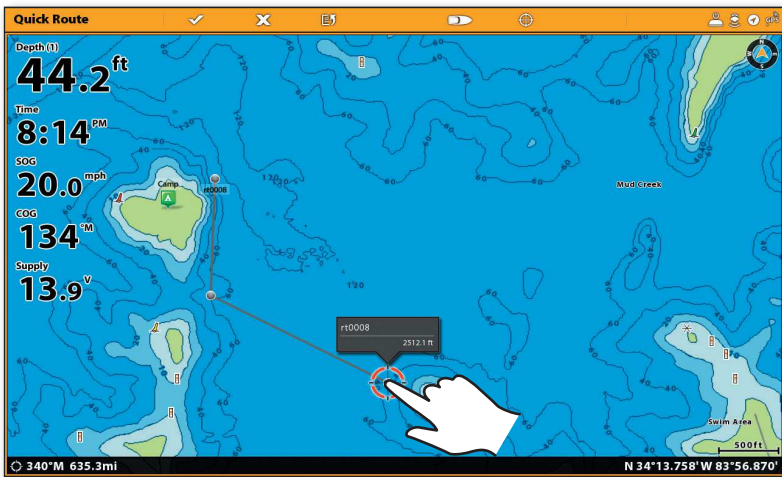 Quick Route
Depth (1)
44.2 ft
Time
8:14 PM
SOG
20.0 mph
COG
134 °M
Supply
13.9 V
Camp
rt0008
120
Mud Creek
rt0008
2512.1 ft
Swim Area
500ft
340°M 635.3mi
N 34°13.758' W 83°56.870'